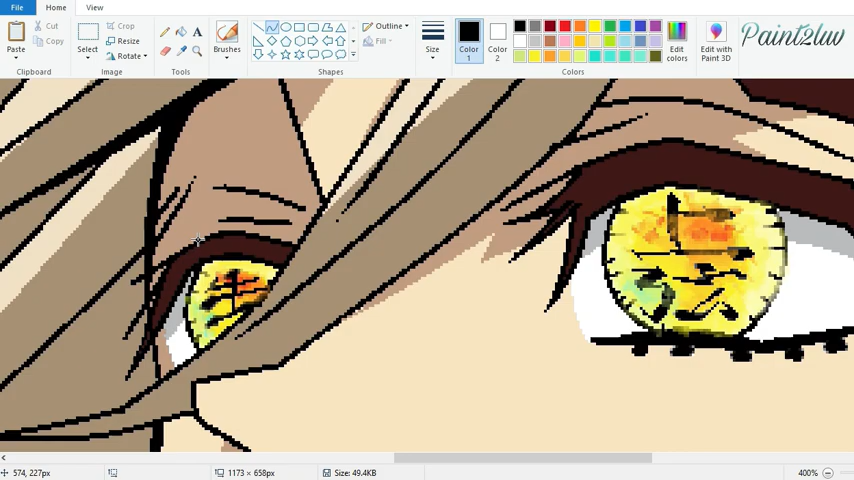 File Home View
Paste Cut Copy Clipboard
Select Crop Resize Rotate Image
Tools
Brushes
Outline Fill Shapes
Size
Color 1 Color 2 Edit colors Colors
Edit with Paint 3D
Paint2luv
574, 227px 1173 × 658px Size: 49.4KB 400%